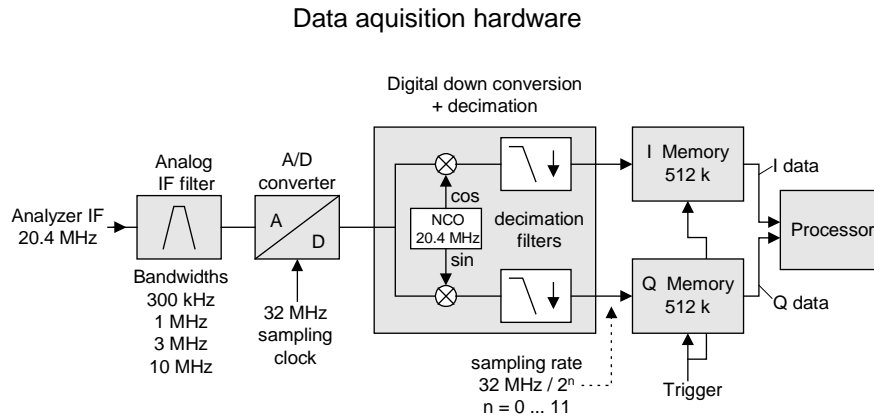 Data aquisition hardware
Digital down conversion
+ decimation
Analog
IF filter
A/D
converter
Analyzer IF
20.4 MHz
A
D
cos
NCO
20.4 MHz
sin
decimation
filters
I Memory
512 k
I data
Processor
Q Memory
512 k
Q data
Bandwidths
300 kHz
1 MHz
3 MHz
10 MHz
32 MHz
sampling
clock
sampling rate
32 MHz / 2ⁿ
n = 0 ... 11
Trigger